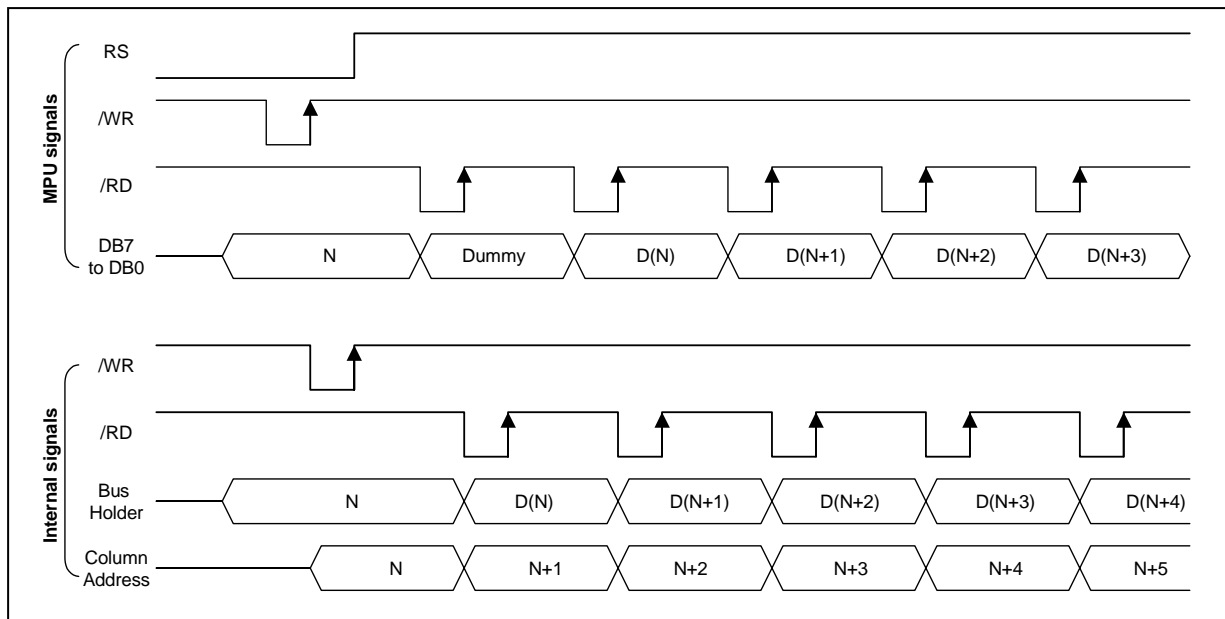 MPU signals
RS
/WR
/RD
DB7
to DB0
N
Dummy
D(N)
D(N+1)
D(N+2)
D(N+3)
Internal signals
/WR
/RD
Bus
Holder
N
D(N)
D(N+1)
D(N+2)
D(N+3)
D(N+4)
Column
Address
N
N+1
N+2
N+3
N+4
N+5